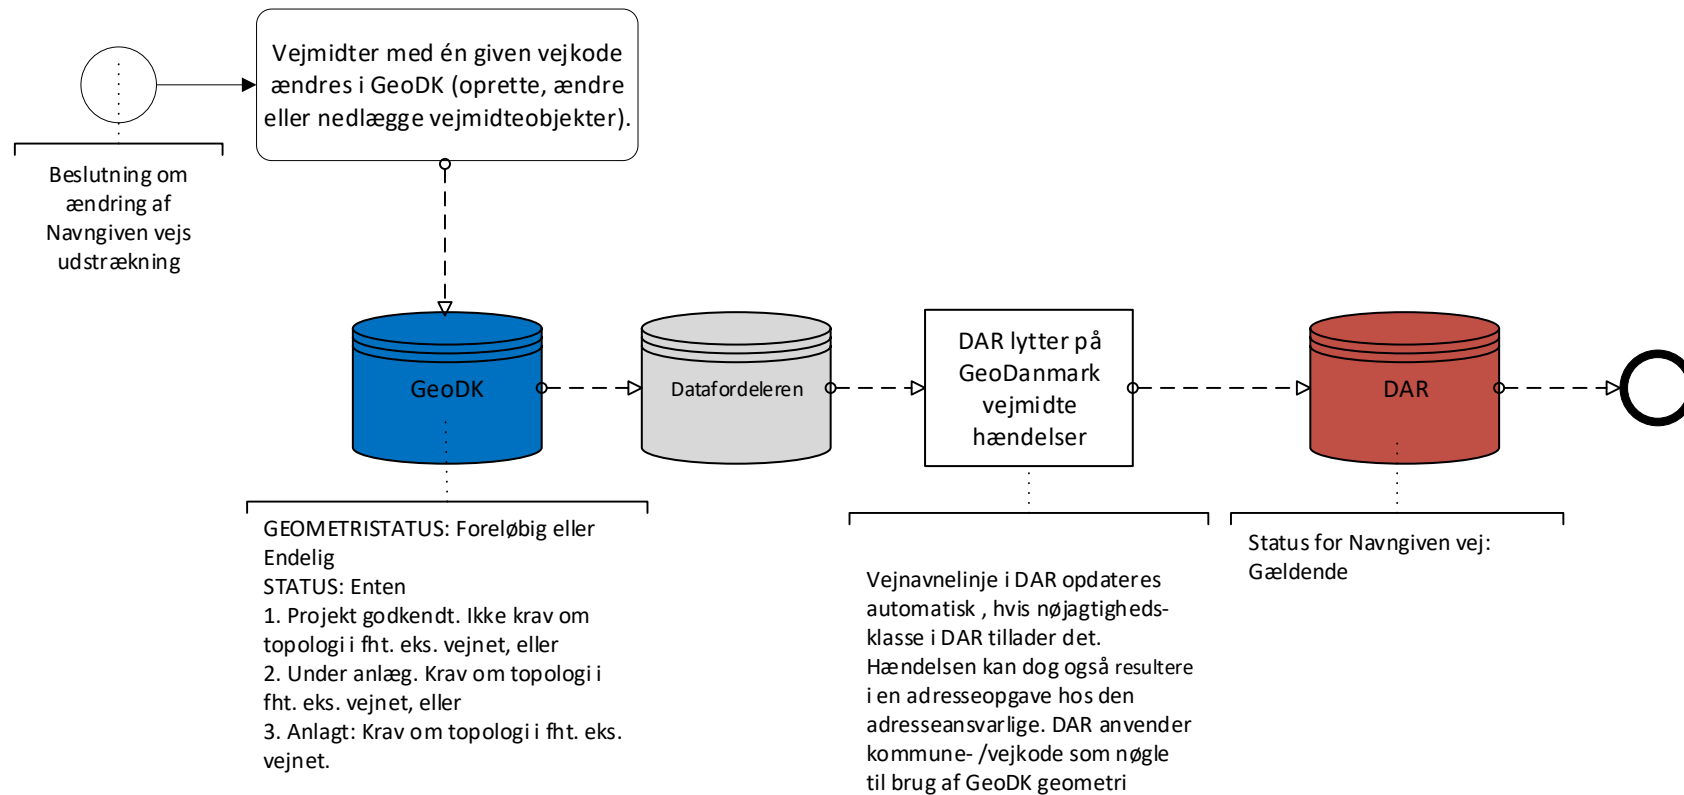 Vejmidter med én given vejkode
ændres i GeoDK (oprette, ændre
eller nedlægge vejmidteobjekter).
Beslutning om
ændring af
Navngiven vejs
udstrækning
GeoDK
Datafordeleren
DAR lytter på
GeoDanmark
vejmidte
hændelser
DAR
GEOMETRISTATUS: Foreløbig eller
Endelig
STATUS: Enten
1. Projekt godkendt. Ikke krav om
topologi i fht. eks. vejnet, eller
2. Under anlæg. Krav om topologi i
fht. eks. vejnet, eller
3. Anlagt: Krav om topologi i fht. eks.
vejnet.
Vejnavnelinje i DAR opdateres
automatisk , hvis nøjagtigheds-
klasse i DAR tillader det.
Hændelsen kan dog også resultere
i en adresseopgave hos den
adresseansvarlige. DAR anvender
kommune- /vejkode som nøgle
til brug af GeoDK geometri
Status for Navngiven vej:
Gældende